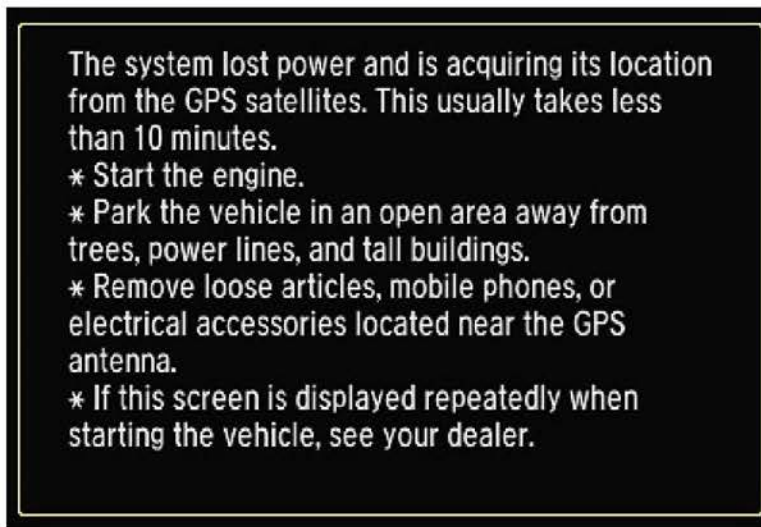 The system lost power and is acquiring its location
from the GPS satellites. This usually takes less
than 10 minutes.
* Start the engine.
* Park the vehicle in an open area away from
trees, power lines, and tall buildings.
* Remove loose articles, mobile phones, or
electrical accessories located near the GPS
antenna.
* If this screen is displayed repeatedly when
starting the vehicle, see your dealer.